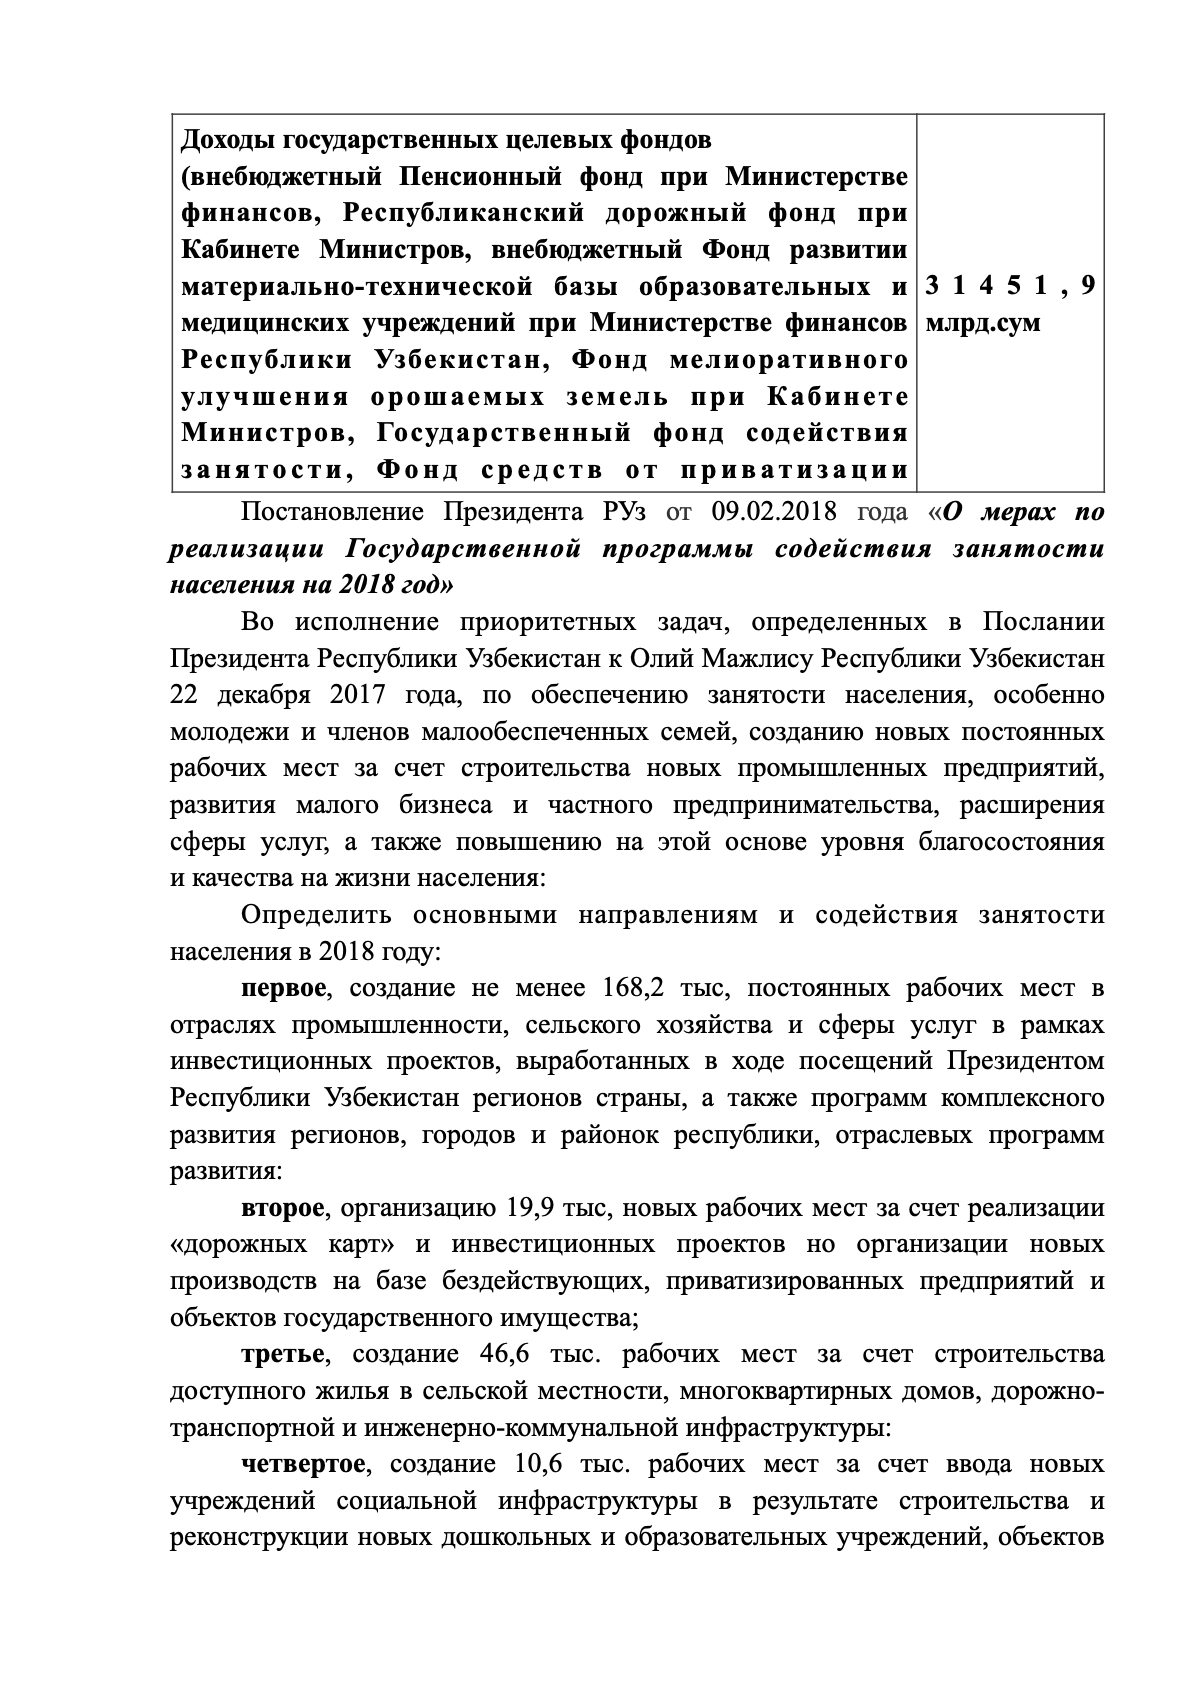 Доходы государственных целевых фондов
(внебюджетный Пенсионный фонд при Министерстве
финансов, Республиканский дорожный фонд при
Кабинете Министров, внебюджетный Фонд развитии
материально-технической базы образовательных и
медицинских учреждений при Министерстве финансов
Республики Узбекистан, Фонд мелиоративного
улучшения орошаемых земель при Кабинете
Министров, Государственный фонд содействия
занятости, Фонд средств от приватизации
31451,9
млрд.сум
Постановление Президента РУз от 09.02.2018 года «О мерах по
реализации Государственной программы содействия занятости
населения на 2018 год»
Во исполнение приоритетных задач, определенных в Послании
Президента Республики Узбекистан к Олий Мажлису Республики Узбекистан
22 декабря 2017 года, по обеспечению занятости населения, особенно
молодежи и членов малообеспеченных семей, созданию новых постоянных
рабочих мест за счет строительства новых промышленных предприятий,
развития малого бизнеса и частного предпринимательства, расширения
сферы услуг, а также повышению на этой основе уровня благосостояния
и качества на жизни населения:
Определить основными направлениям и содействия занятости
населения в 2018 году:
первое, создание не менее 168,2 тыс, постоянных рабочих мест в
отраслях промышленности, сельского хозяйства и сферы услуг в рамках
инвестиционных проектов, выработанных в ходе посещений Президентом
Республики Узбекистан регионов страны, а также программ комплексного
развития регионов, городов и районок республики, отраслевых программ
развития:
второе, организацию 19,9 тыс, новых рабочих мест за счет реализации
«дорожных карт» и инвестиционных проектов но организации новых
производств на базе бездействующих, приватизированных предприятий и
объектов государственного имущества;
третье, создание 46,6 тыс. рабочих мест за счет строительства
доступного жилья в сельской местности, многоквартирных домов, дорожно-
транспортной и инженерно-коммунальной инфраструктуры:
четвертое, создание 10,6 тыс. рабочих мест за счет ввода новых
учреждений социальной инфраструктуры в результате строительства и
реконструкции новых дошкольных и образовательных учреждений, объектов